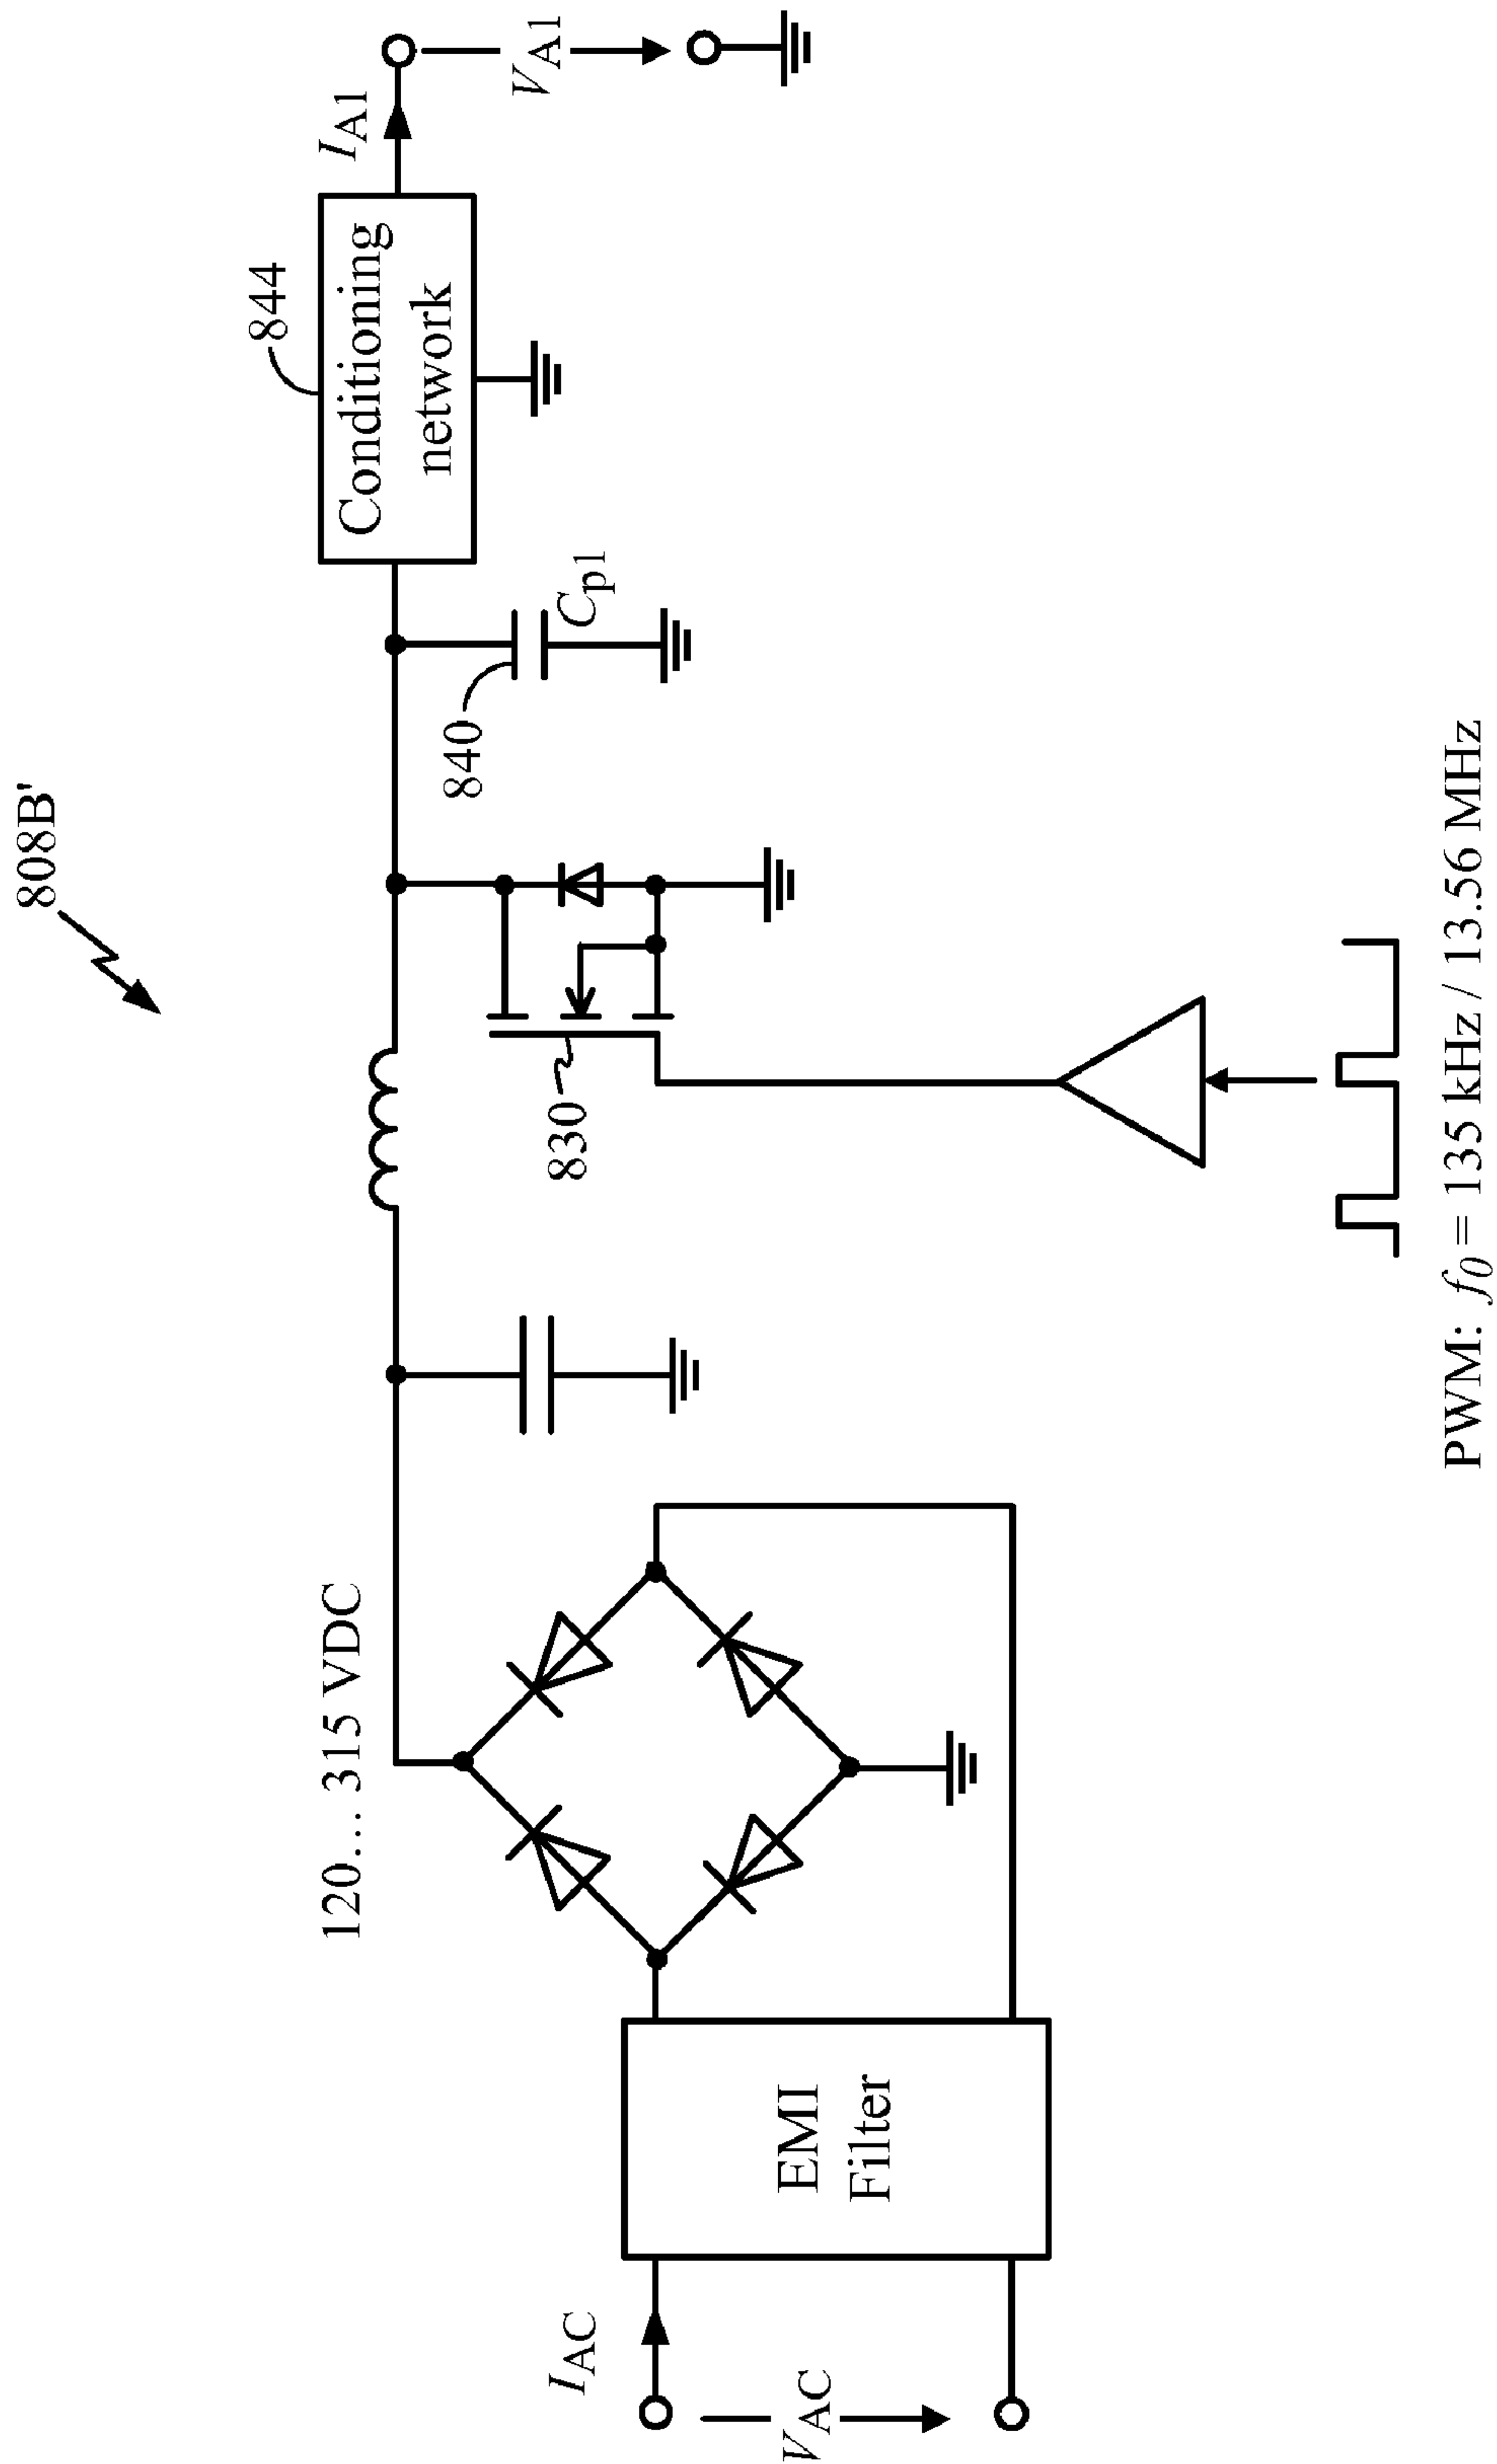 808B'
120... 315 VDC
I_AC
V_AC
EMI
Filter
830
840
C_p1
844
Conditioning
network
I_A1
V_A1
PWM: f_0 = 135 kHz / 13.56 MHz